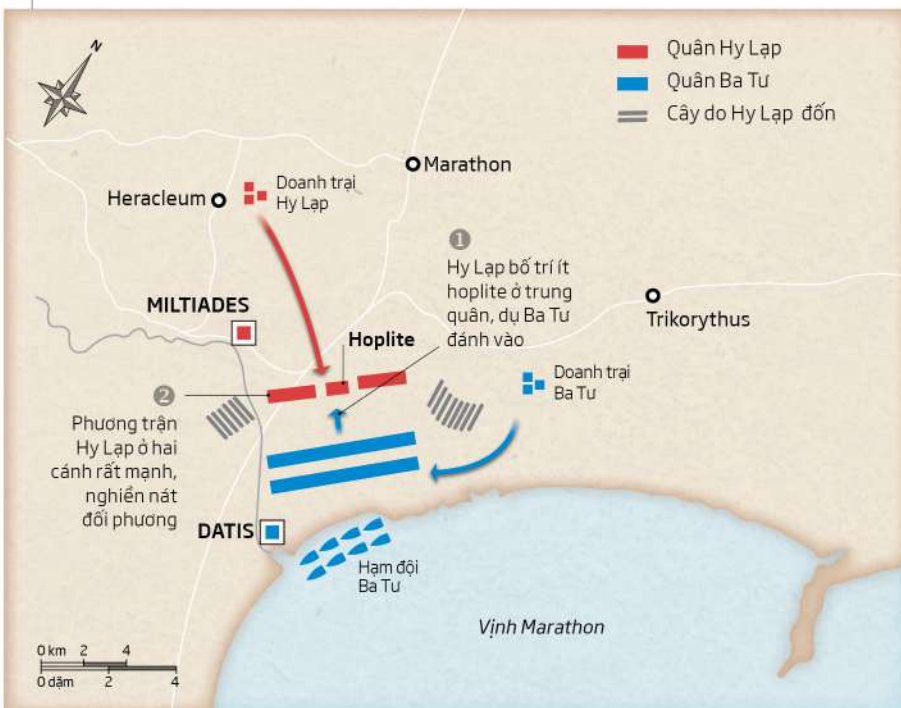 N
Quân Hy Lạp
Quân Ba Tư
Cây do Hy Lạp đốn
Marathon
Heracleum
Doanh trại
Hy Lạp
❶
Hy Lạp bố trí ít
hoplite ở trung
quân, dụ Ba Tư
đánh vào
Trikorythus
MILTIADES
Hoplite
Doanh trại
Ba Tư
❷
Phương trận
Hy Lạp ở hai
cánh rất mạnh,
nghiền nát
đối phương
DATIS
Hạm đội
Ba Tư
Vịnh Marathon
0 km 2 4
0 dặm 2 4